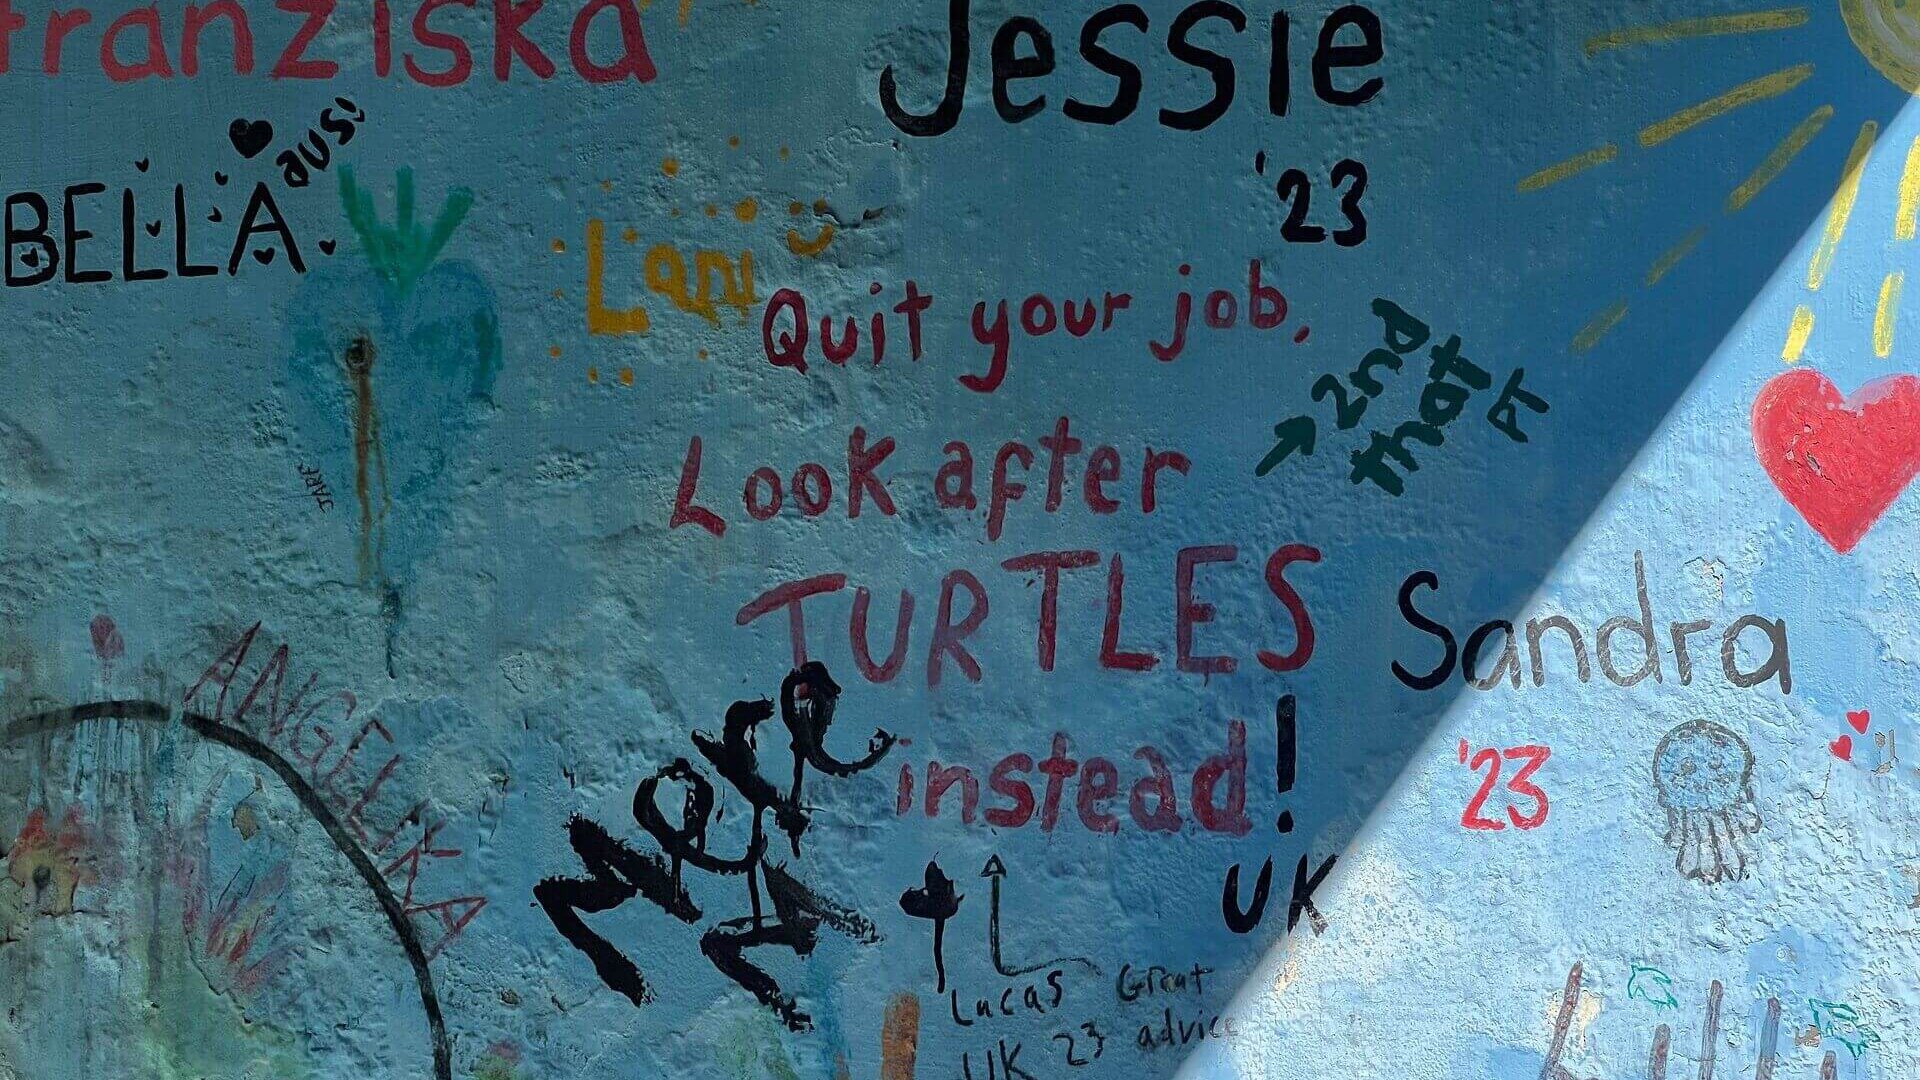 franziska
Jessie
'23
BELLA
aus!
Lani
Quit your job,
Look after
TURTLES
instead!
2nd
that
PT
Sandra
'23
ANGELIKA
UK
Lucas
UK 23
Great
advice